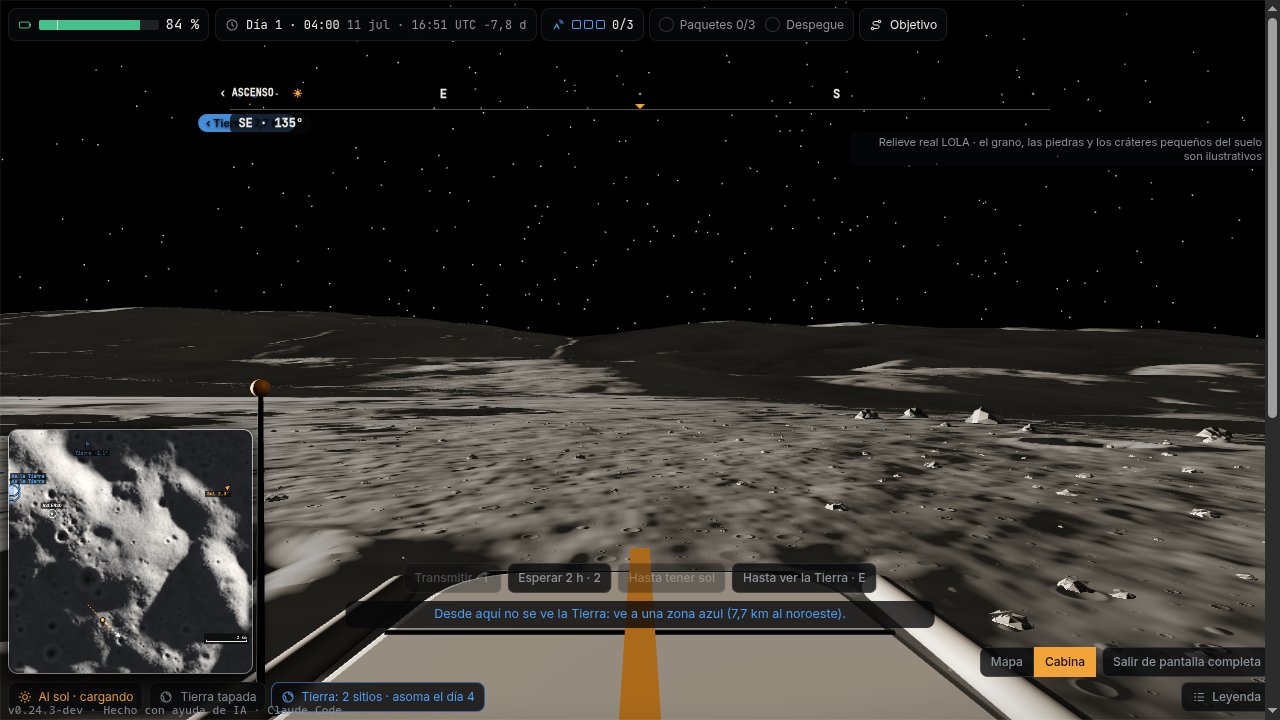 84 %
Día 1 · 04:00 11 jul · 16:51 UTC -7,8 d
0/3
Paquetes 0/3
Despegue
Objetivo
‹ ASCENSO
E
S
SE · 135°
Relieve real LOLA · el grano, las piedras y los cráteres pequeños del suelo
son ilustrativos
Tierra -2.1°
ASCENSO
Transmitir · T
Esperar 2 h · 2
Hasta tener sol
Hasta ver la Tierra · E
Desde aquí no se ve la Tierra: ve a una zona azul (7,7 km al noroeste).
Mapa
Cabina
Salir de pantalla completa
Al sol · cargando
Tierra tapada
Tierra: 2 sitios · asoma el día 4
Leyenda
v0.24.3-dev · Hecho con ayuda de IA · Claude Code